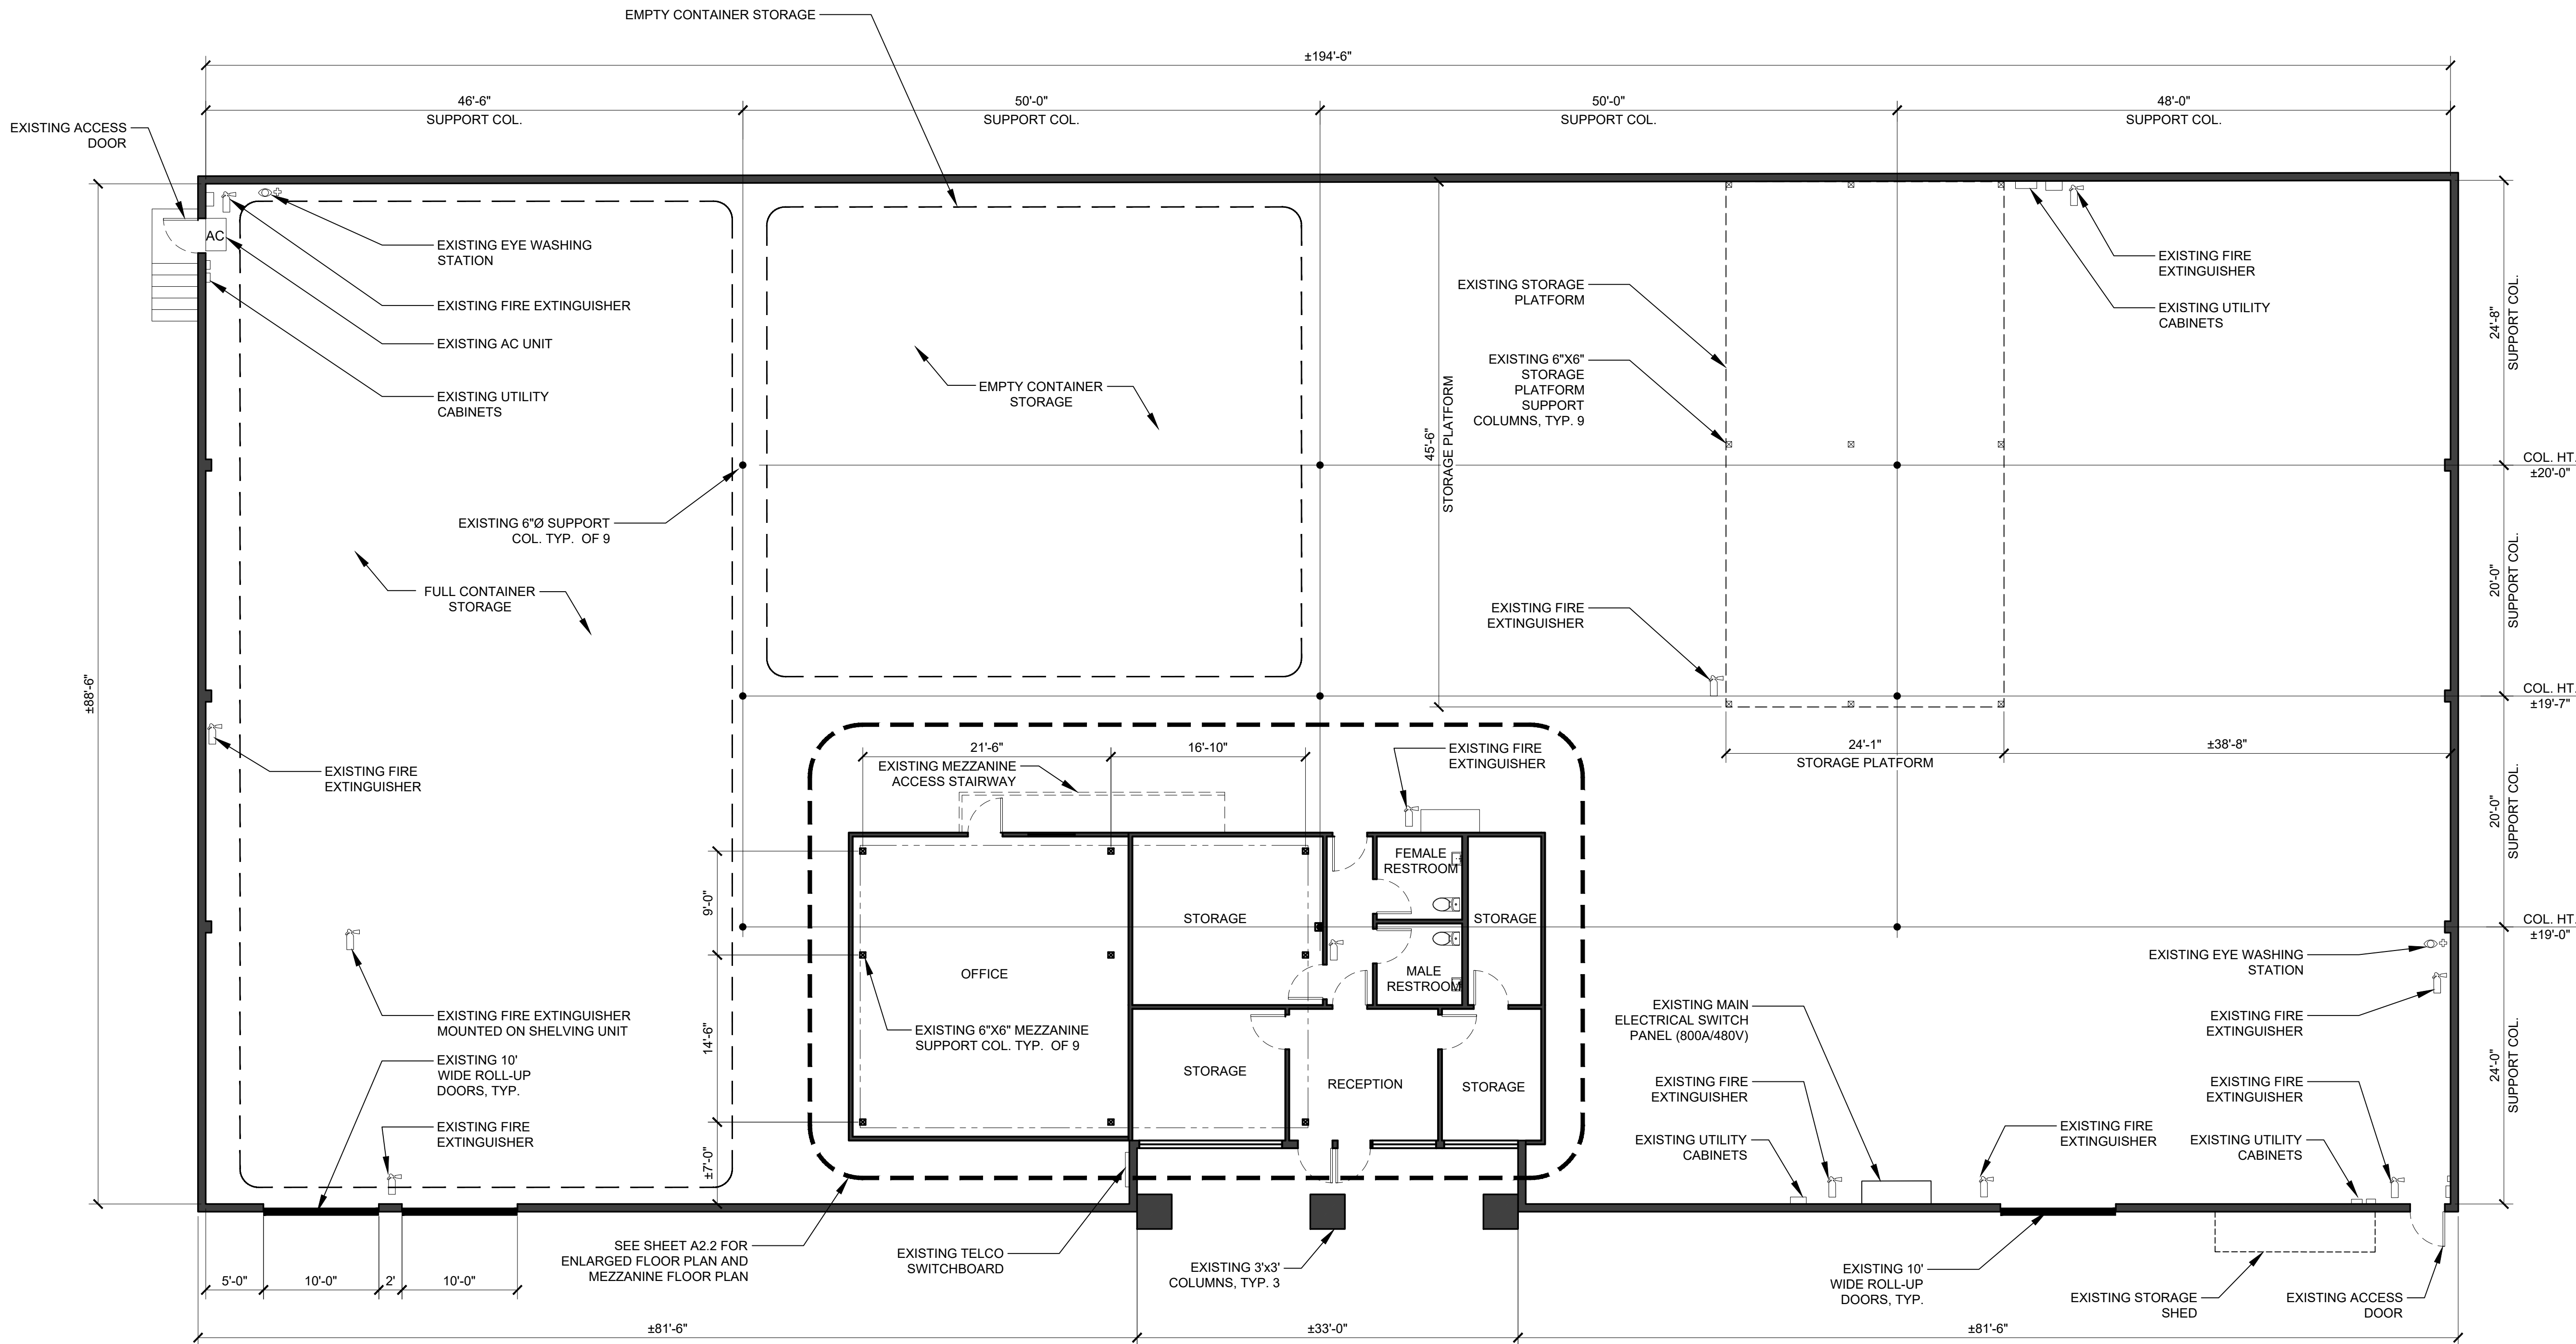 EMPTY CONTAINER STORAGE
±194'-6"
46'-6"
SUPPORT COL.
50'-0"
SUPPORT COL.
50'-0"
SUPPORT COL.
48'-0"
SUPPORT COL.
EXISTING ACCESS
DOOR
AC
EXISTING EYE WASHING
STATION
EXISTING FIRE EXTINGUISHER
EXISTING AC UNIT
EXISTING UTILITY
CABINETS
EMPTY CONTAINER
STORAGE
EXISTING STORAGE
PLATFORM
EXISTING 6"X6"
STORAGE
PLATFORM
SUPPORT
COLUMNS, TYP. 9
45'-6"
STORAGE PLATFORM
EXISTING FIRE
EXTINGUISHER
EXISTING UTILITY
CABINETS
24'-8"
SUPPORT COL.
COL. HT.
±20'-0"
EXISTING 6"Ø SUPPORT
COL. TYP. OF 9
FULL CONTAINER
STORAGE
EXISTING FIRE
EXTINGUISHER
20'-0"
SUPPORT COL.
±88'-6"
COL. HT.
±19'-7"
EXISTING FIRE
EXTINGUISHER
21'-6"
16'-10"
EXISTING MEZZANINE
ACCESS STAIRWAY
EXISTING FIRE
EXTINGUISHER
24'-1"
STORAGE PLATFORM
±38'-8"
20'-0"
SUPPORT COL.
9'-0"
14'-6"
±7'-0"
FEMALE
RESTROOM
STORAGE
STORAGE
OFFICE
MALE
RESTROOM
EXISTING 6"X6" MEZZANINE
SUPPORT COL. TYP. OF 9
STORAGE
RECEPTION
STORAGE
COL. HT.
±19'-0"
EXISTING EYE WASHING
STATION
EXISTING FIRE
EXTINGUISHER
24'-0"
SUPPORT COL.
EXISTING FIRE EXTINGUISHER
MOUNTED ON SHELVING UNIT
EXISTING 10'
WIDE ROLL-UP
DOORS, TYP.
EXISTING FIRE
EXTINGUISHER
EXISTING MAIN
ELECTRICAL SWITCH
PANEL (800A/480V)
EXISTING FIRE
EXTINGUISHER
EXISTING UTILITY
CABINETS
EXISTING FIRE
EXTINGUISHER
EXISTING FIRE
EXTINGUISHER
EXISTING UTILITY
CABINETS
SEE SHEET A2.2 FOR
ENLARGED FLOOR PLAN AND
MEZZANINE FLOOR PLAN
EXISTING TELCO
SWITCHBOARD
EXISTING 3'x3'
COLUMNS, TYP. 3
EXISTING 10'
WIDE ROLL-UP
DOORS, TYP.
EXISTING STORAGE
SHED
EXISTING ACCESS
DOOR
5'-0"
10'-0"
2'
10'-0"
±81'-6"
±33'-0"
±81'-6"